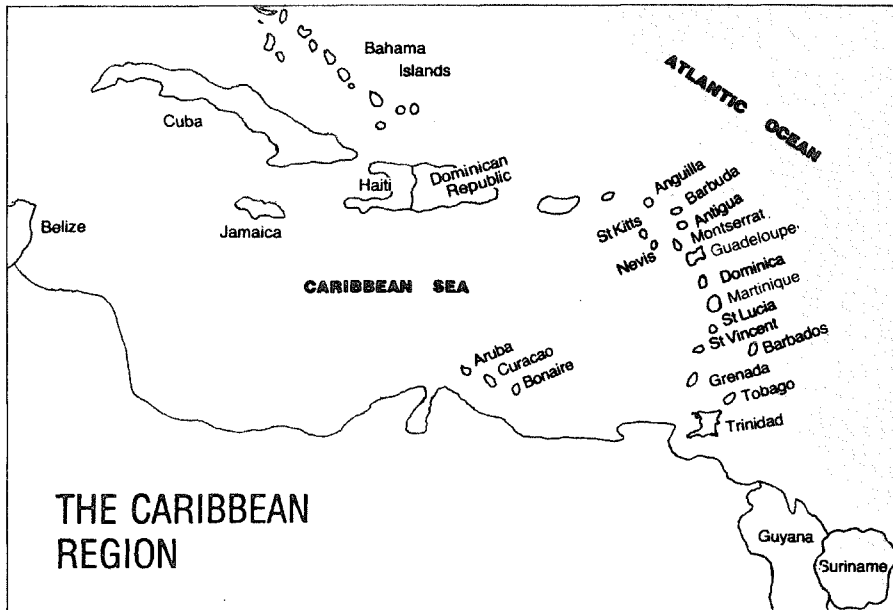 Bahama
Islands
ATLANTIC OCEAN
Cuba
Haiti
Dominican
Republic
Anguilla
Barbuda
Belize
Jamaica
St Kitts
Antigua
Montserrat
Nevis
Guadeloupe
CARIBBEAN SEA
Dominica
Martinique
St Lucia
St Vincent
Barbados
Aruba
Curacao
Bonaire
Grenada
Tobago
Trinidad
THE CARIBBEAN
REGION
Guyana
Suriname